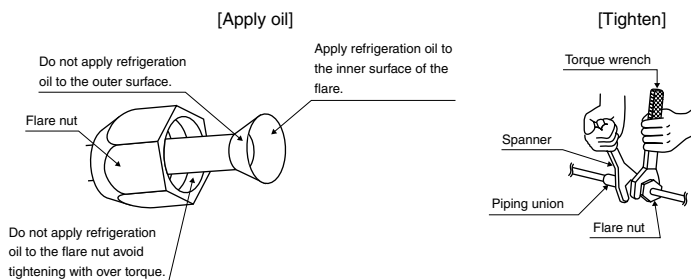 [Apply oil]
Do not apply refrigeration
oil to the outer surface.
Apply refrigeration oil to
the inner surface of the
flare.
Flare nut
Do not apply refrigeration
oil to the flare nut avoid
tightening with over torque.
[Tighten]
Torque wrench
Spanner
Piping union
Flare nut